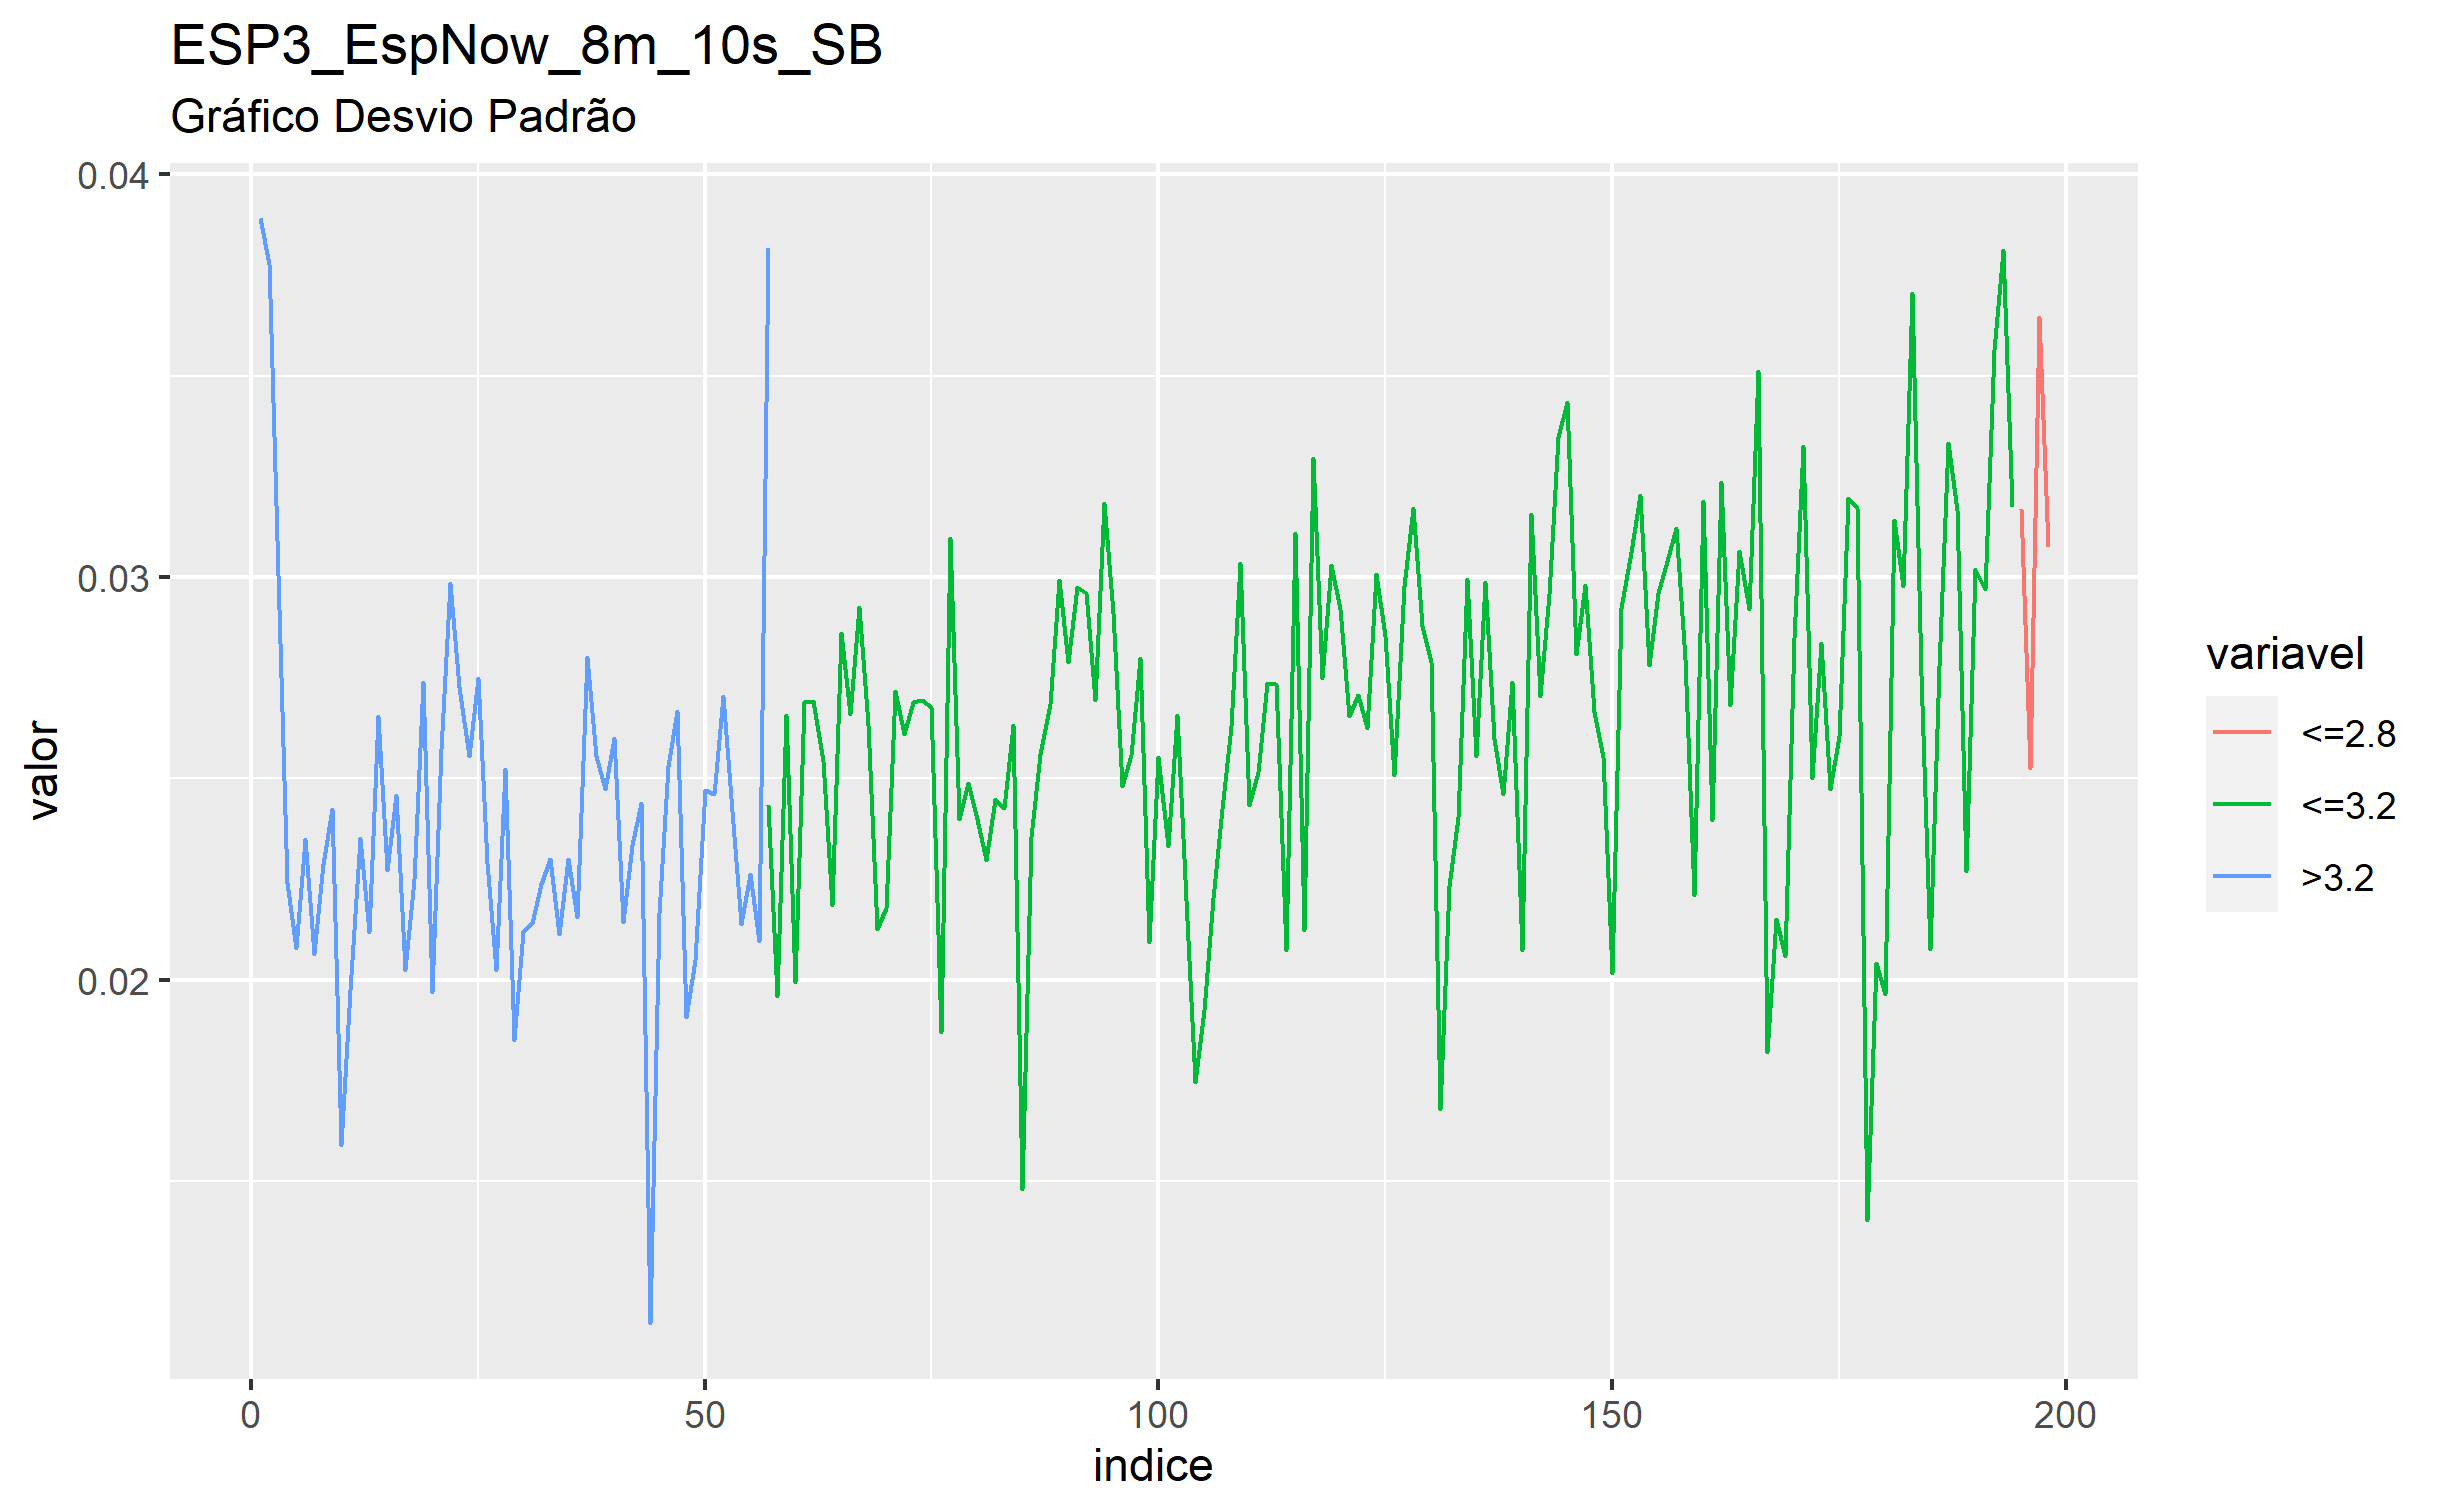 ESP3_EspNow_8m_10s_SB
Gráfico Desvio Padrão
0.04
0.03
0.02
valor
0
50
100
150
200
indice
variavel
<=2.8
<=3.2
>3.2